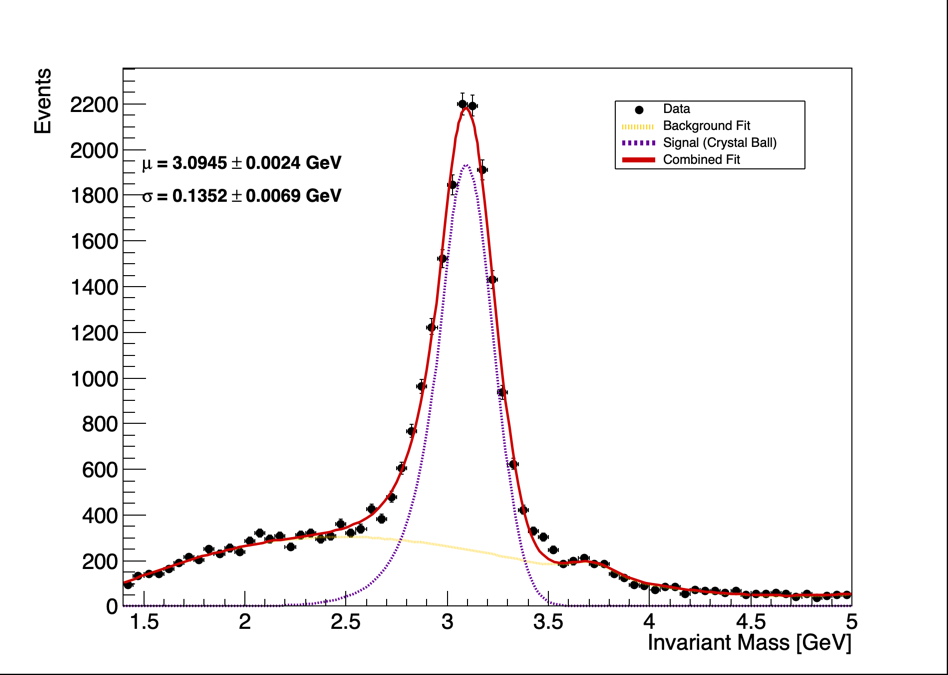 Events
2200
2000
1800
1600
1400
1200
1000
800
600
400
200
0
μ = 3.0945 ± 0.0024 GeV
σ = 0.1352 ± 0.0069 GeV
Data
Background Fit
Signal (Crystal Ball)
Combined Fit
1.5 2 2.5 3 3.5 4 4.5 5
Invariant Mass [GeV]